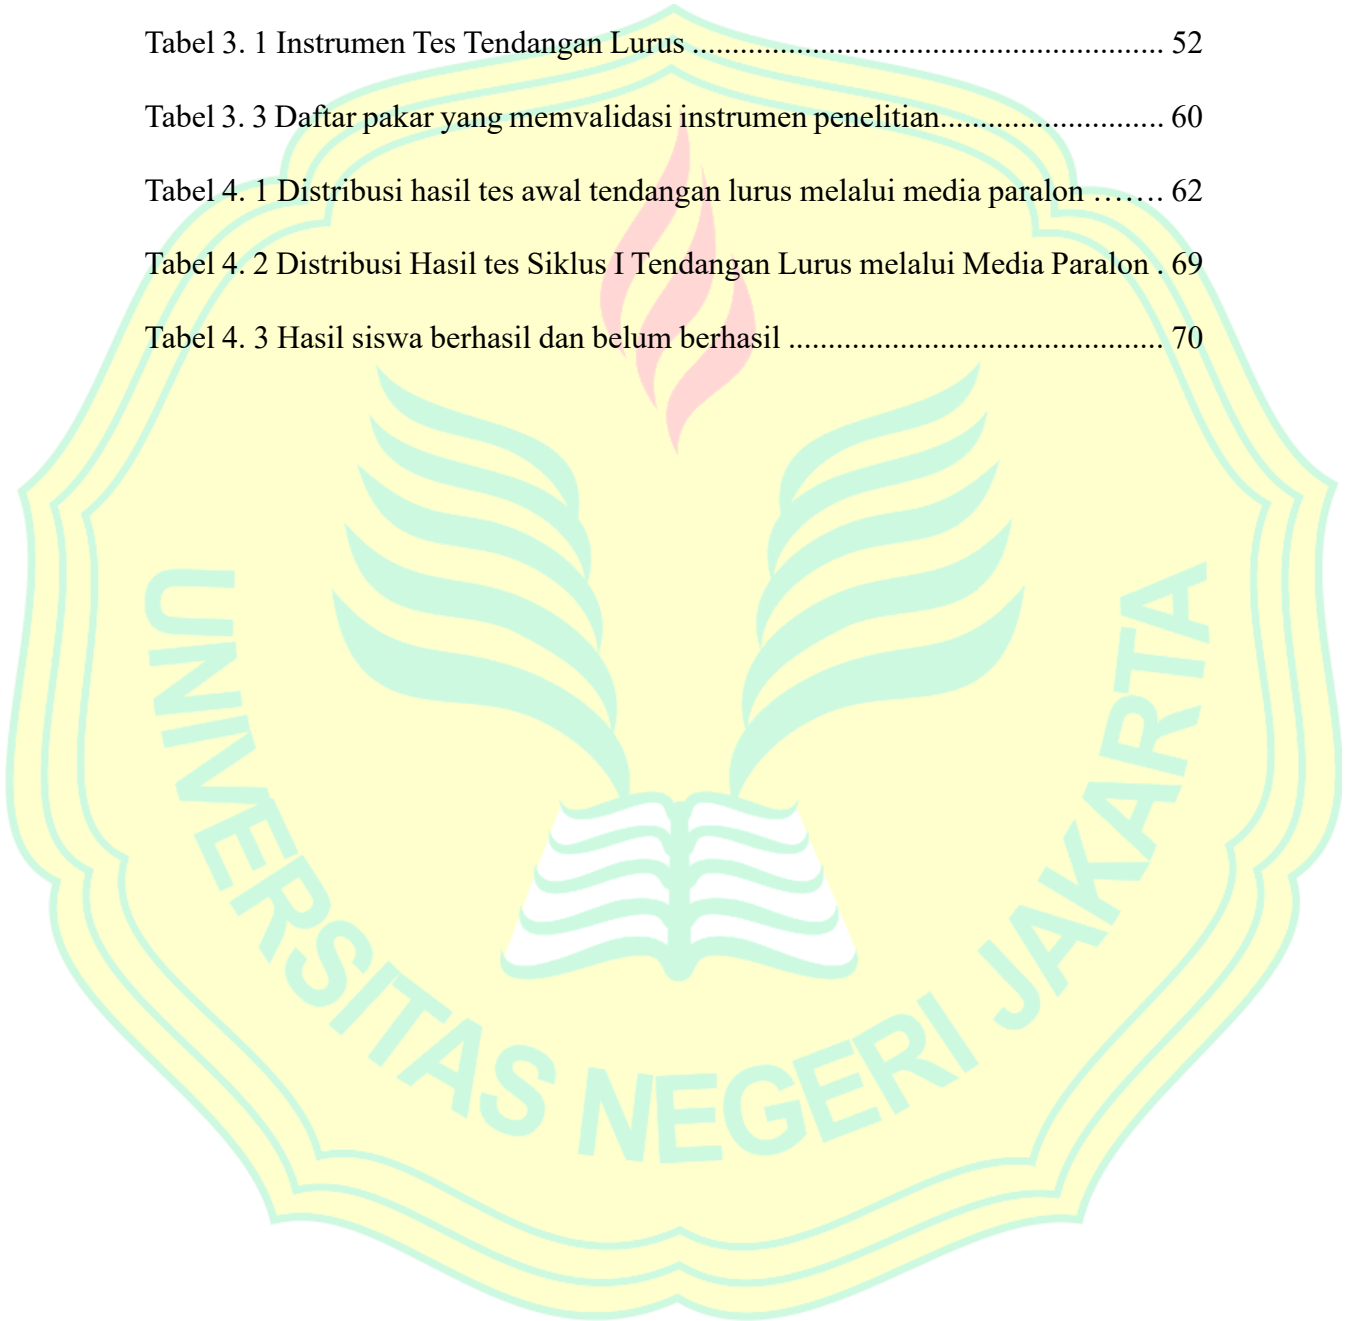 Tabel 3. 1 Instrumen Tes Tendangan Lurus ............................................................ 52
Tabel 3. 3 Daftar pakar yang memvalidasi instrumen penelitian............................ 60
Tabel 4. 1 Distribusi hasil tes awal tendangan lurus melalui media paralon ……. 62
Tabel 4. 2 Distribusi Hasil tes Siklus I Tendangan Lurus melalui Media Paralon . 69
Tabel 4. 3 Hasil siswa berhasil dan belum berhasil ............................................... 70
UNIVERSITAS NEGERI JAKARTA